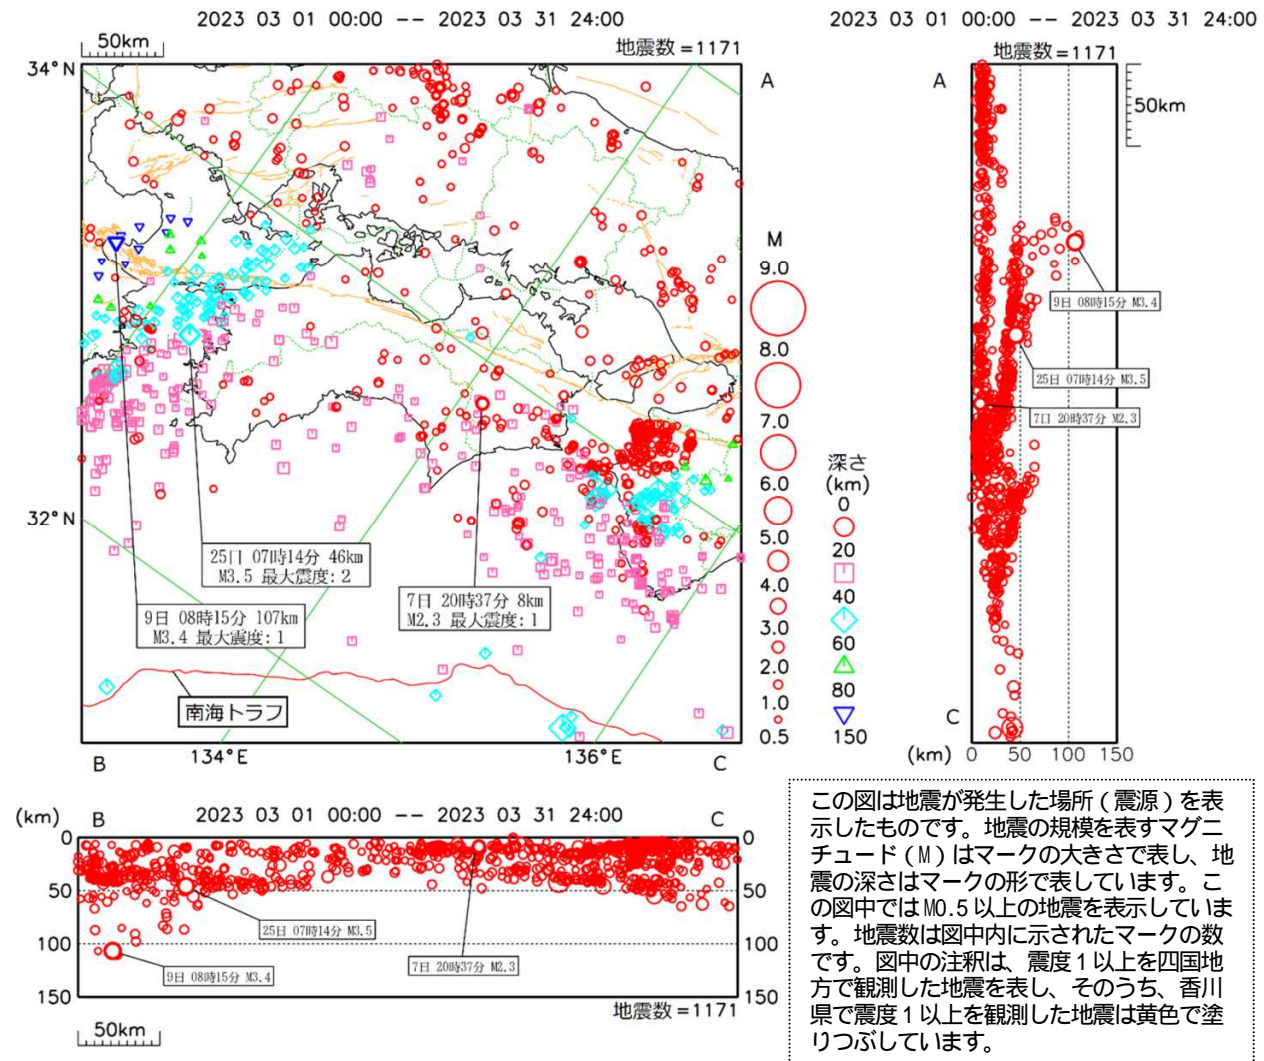 2023 03 01 00:00 -- 2023 03 31 24:00
50km
地震数=1171
34°N
32°N
134°E
136°E
A
B
C
25日 07時14分 46km
M3.5 最大震度:2
9日 08時15分 107km
M3.4 最大震度:1
7日 20時37分 8km
M2.3 最大震度:1
南海トラフ
M
9.0
8.0
7.0
6.0
5.0
4.0
3.0
2.0
1.0
0.5
深さ
(km)
0
20
40
60
80
150
2023 03 01 00:00 -- 2023 03 31 24:00
地震数=1171
A
50km
9日 08時15分 M3.4
25日 07時14分 M3.5
7日 20時37分 M2.3
C
(km) 0 50 100 150
(km) B 2023 03 01 00:00 -- 2023 03 31 24:00 C
0 0
50 50
25日 07時14分 M3.5
100 100
7日 20時37分 M2.3
9日 08時15分 M3.4
150 150
地震数=1171
50km
この図は地震が発生した場所(震源)を表
示したものです。地震の規模を表すマグニ
チュード(M)はマークの大きさで表し、地
震の深さはマークの形で表しています。こ
の図中ではM0.5以上の地震を表示していま
す。地震数は図中内に示されたマークの数
です。図中の注釈は、震度1以上を四国地
方で観測した地震を表し、そのうち、香川
県で震度1以上を観測した地震は黄色で塗
りつぶしています。